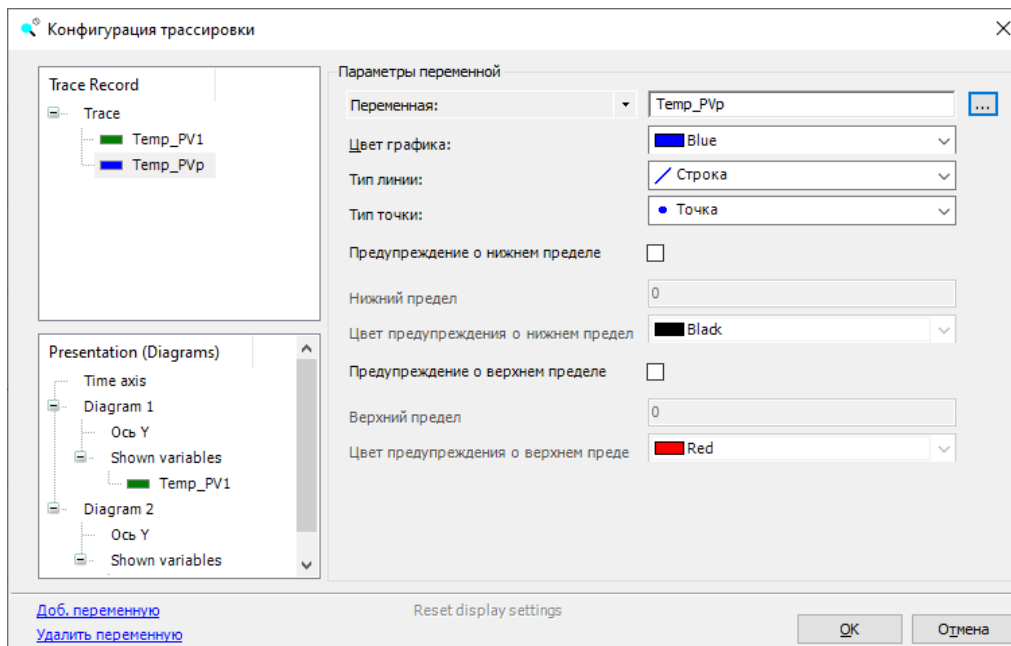 Конфигурация трассировки
Trace Record
Trace
Temp_PV1
Temp_PVp
Presentation (Diagrams)
Time axis
Diagram 1
Ось Y
Shown variables
Temp_PV1
Diagram 2
Ось Y
Shown variables
Параметры переменной
Переменная: Temp_PVp ...
Цвет графика: Blue
Тип линии: Строка
Тип точки: Точка
Предупреждение о нижнем пределе
Нижний предел 0
Цвет предупреждения о нижнем предел Black
Предупреждение о верхнем пределе
Верхний предел 0
Цвет предупреждения о верхнем преде Red
Доб. переменную
Удалить переменную
Reset display settings
OK Отмена